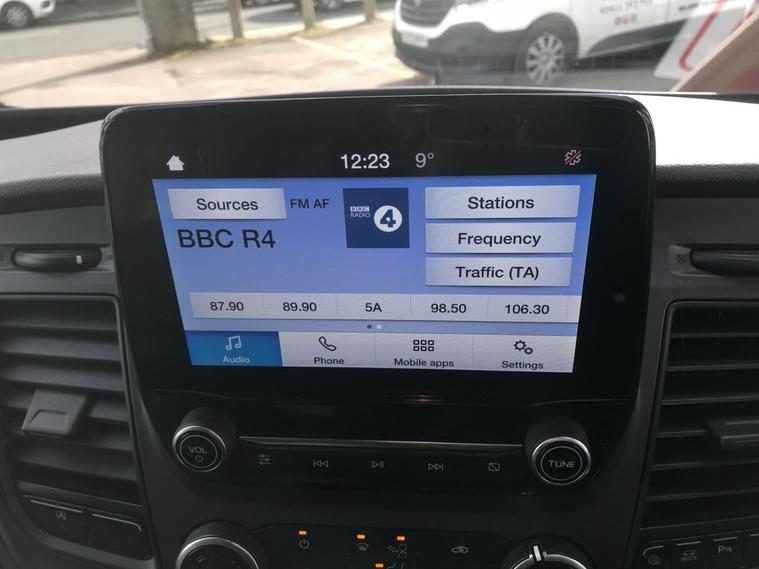 12:23 9°
Sources FM AF BBC RADIO 4 Stations
BBC R4 Frequency
Traffic (TA)
87.90 89.90 5A 98.50 106.30
Audio Phone Mobile apps Settings
VOL TUNE
A
MODE P